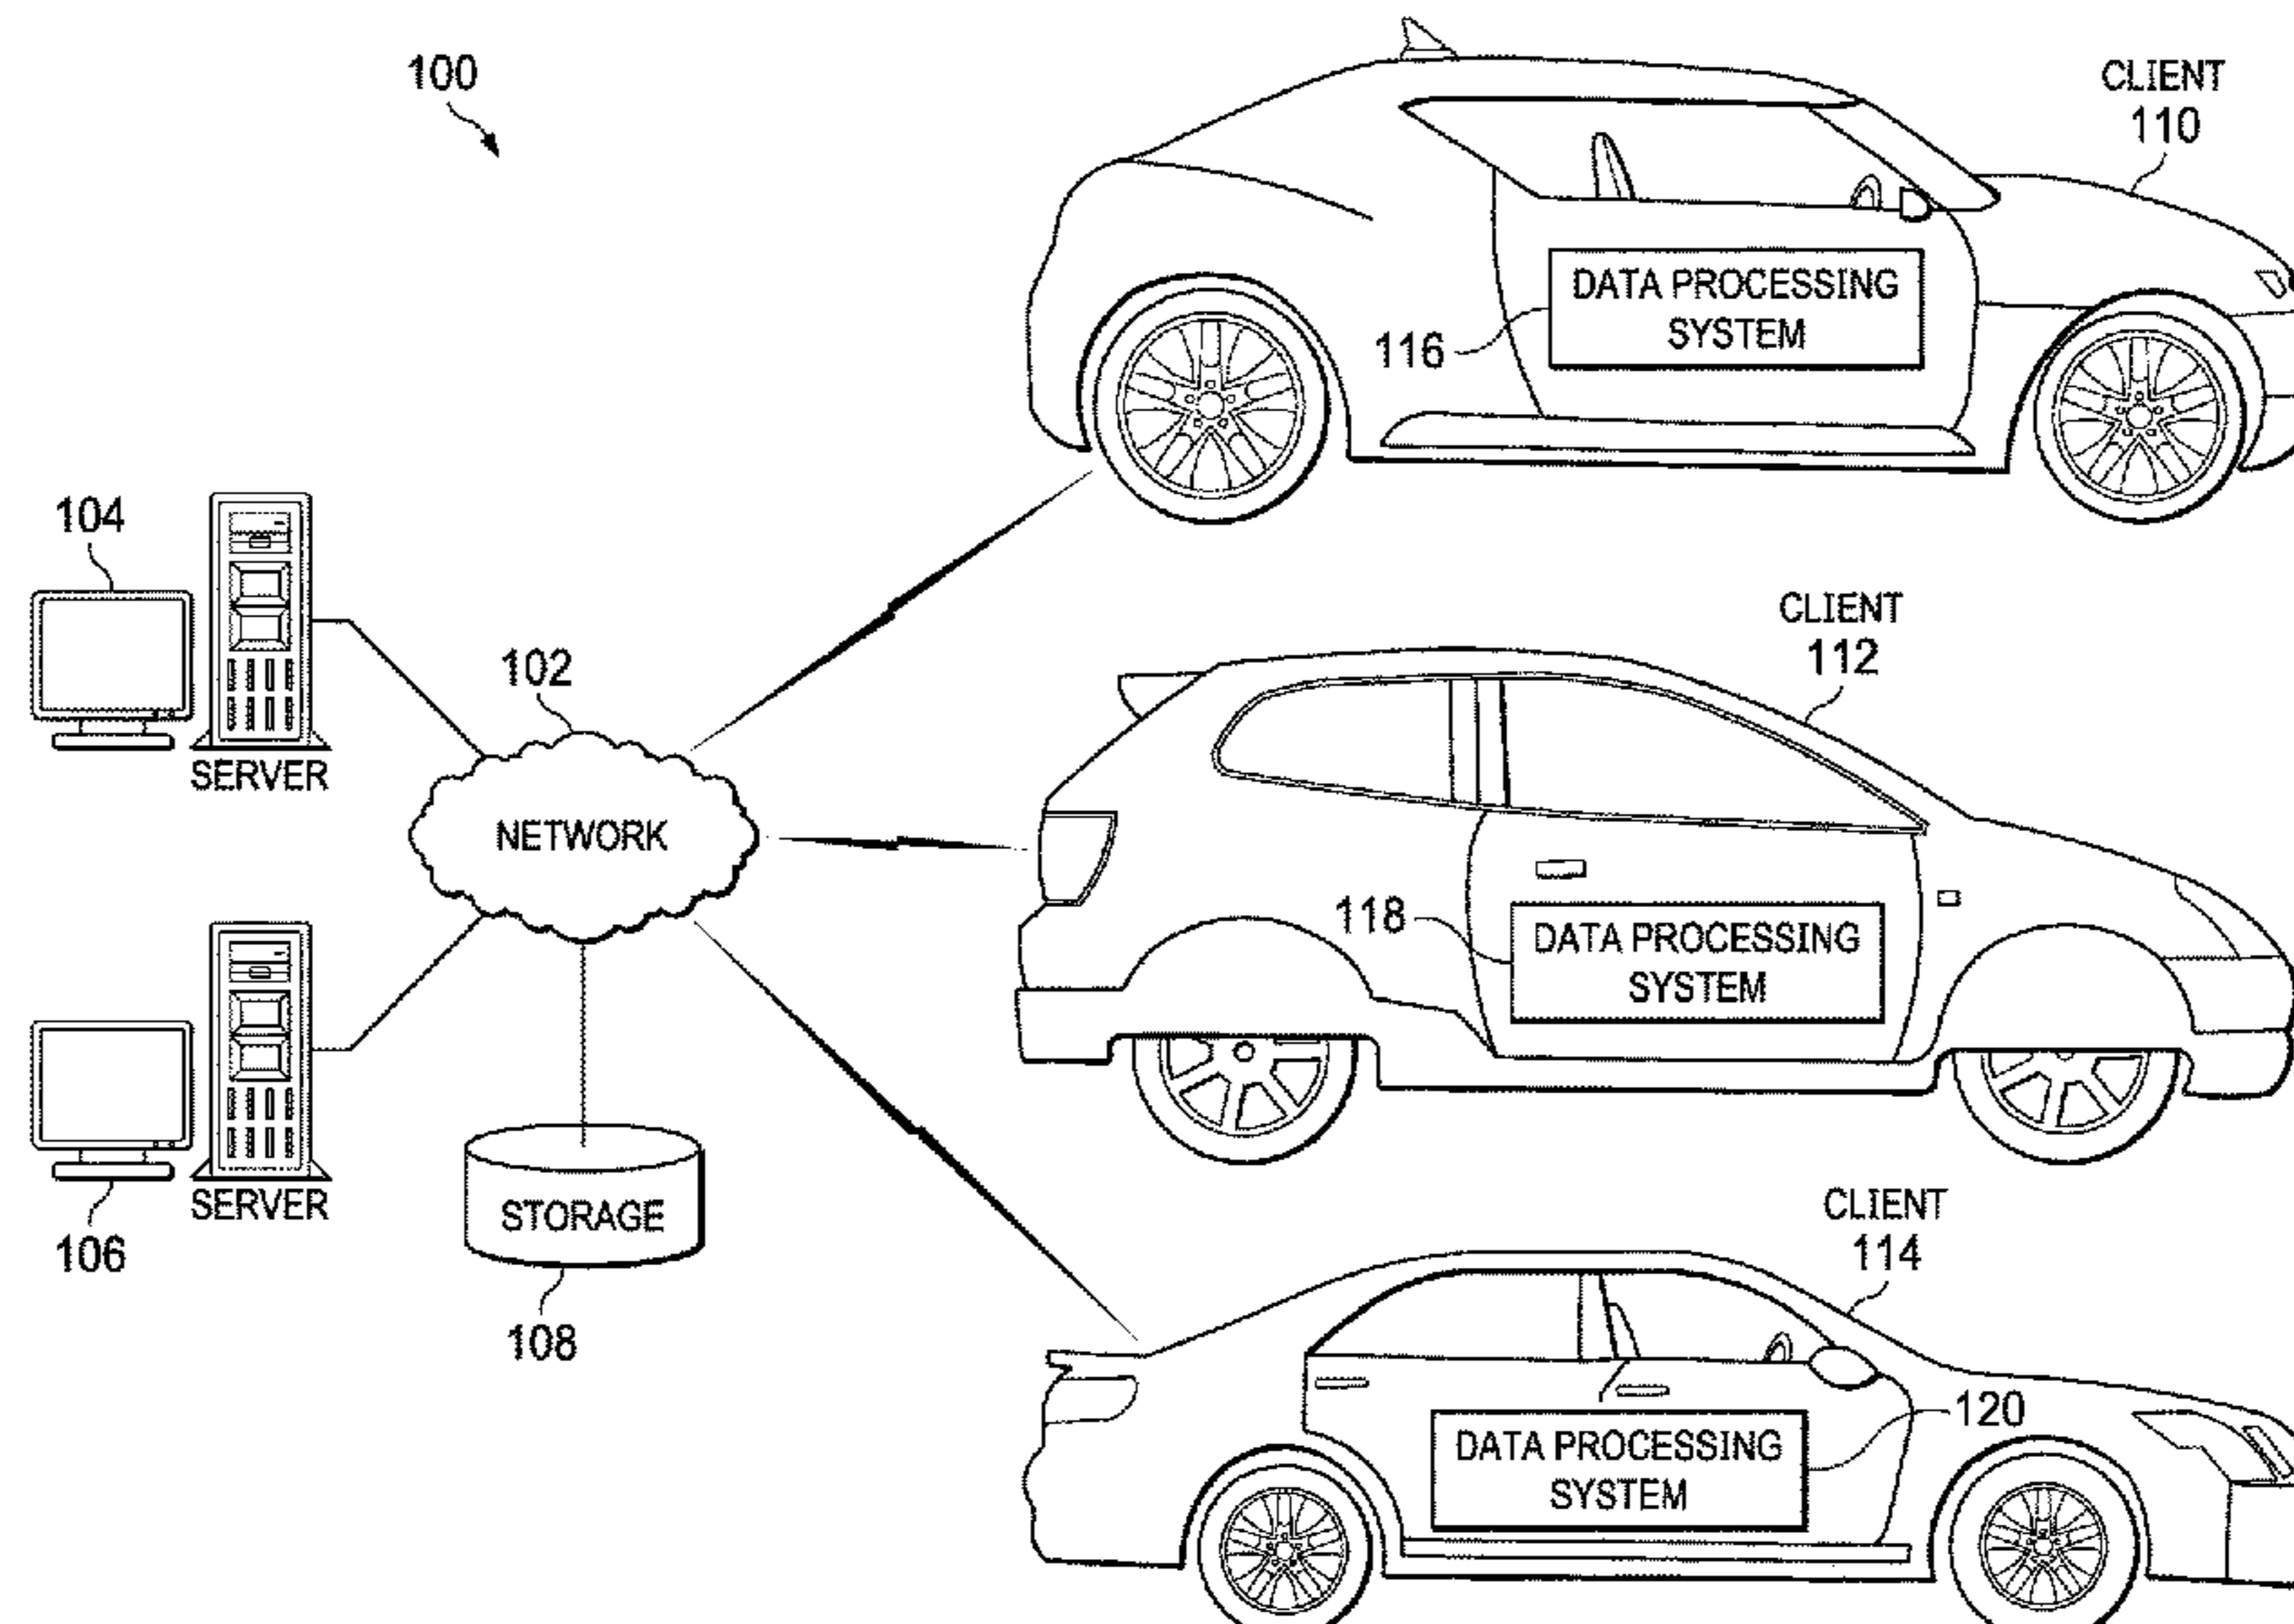 100
CLIENT
110
DATA PROCESSING
SYSTEM
116
104
SERVER
102
NETWORK
CLIENT
112
118
DATA PROCESSING
SYSTEM
SERVER
106
STORAGE
108
CLIENT
114
DATA PROCESSING
SYSTEM
120